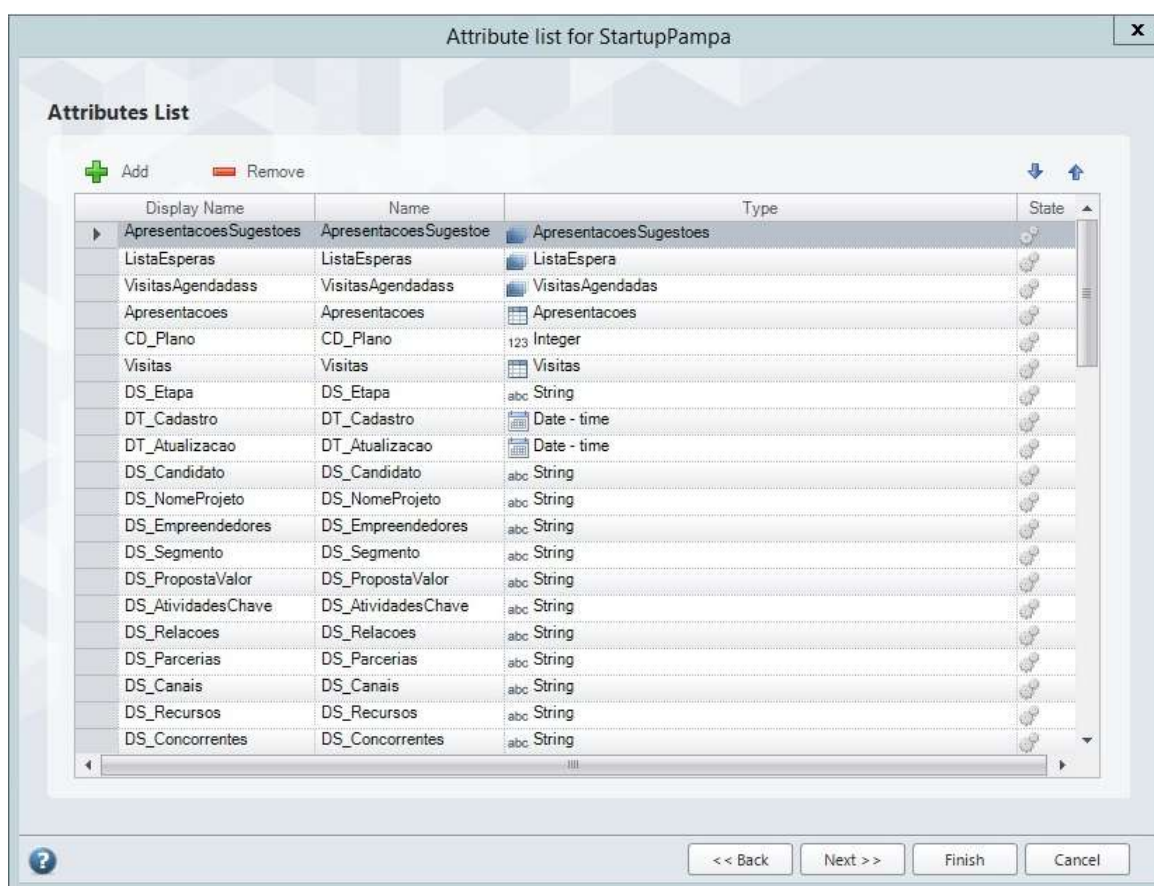 Attribute list for StartupPampa x
Attributes List
Add Remove
Display Name Name Type State
ApresentacoesSugestoes ApresentacoesSugestoe ApresentacoesSugestoes
ListaEsperas ListaEsperas ListaEspera
VisitasAgendadass VisitasAgendadass VisitasAgendadas
Apresentacoes Apresentacoes Apresentacoes
CD_Plano CD_Plano 123 Integer
Visitas Visitas Visitas
DS_Etapa DS_Etapa abc String
DT_Cadastro DT_Cadastro Date - time
DT_Atualizacao DT_Atualizacao Date - time
DS_Candidato DS_Candidato abc String
DS_NomeProjeto DS_NomeProjeto abc String
DS_Empreendedores DS_Empreendedores abc String
DS_Segmento DS_Segmento abc String
DS_PropostaValor DS_PropostaValor abc String
DS_AtividadesChave DS_AtividadesChave abc String
DS_Relacoes DS_Relacoes abc String
DS_Parcerias DS_Parcerias abc String
DS_Canais DS_Canais abc String
DS_Recursos DS_Recursos abc String
DS_Concorrentes DS_Concorrentes abc String
? << Back Next >> Finish Cancel